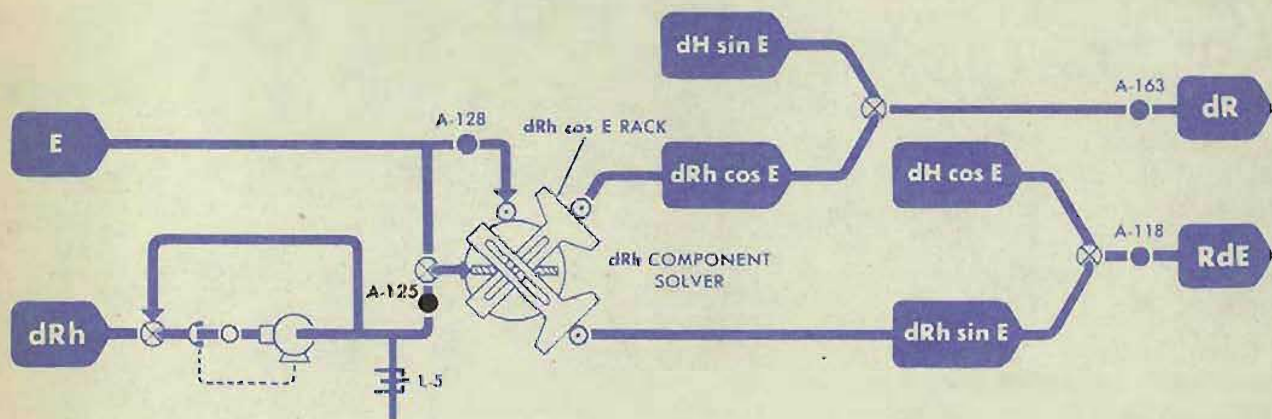 dH sin E
A-163
dR
A-128
dRh cos E RACK
E
dRh cos E
dH cos E
A-118
RdE
dRh COMPONENT
SOLVER
A-125
dRh
dRh sin E
L-5